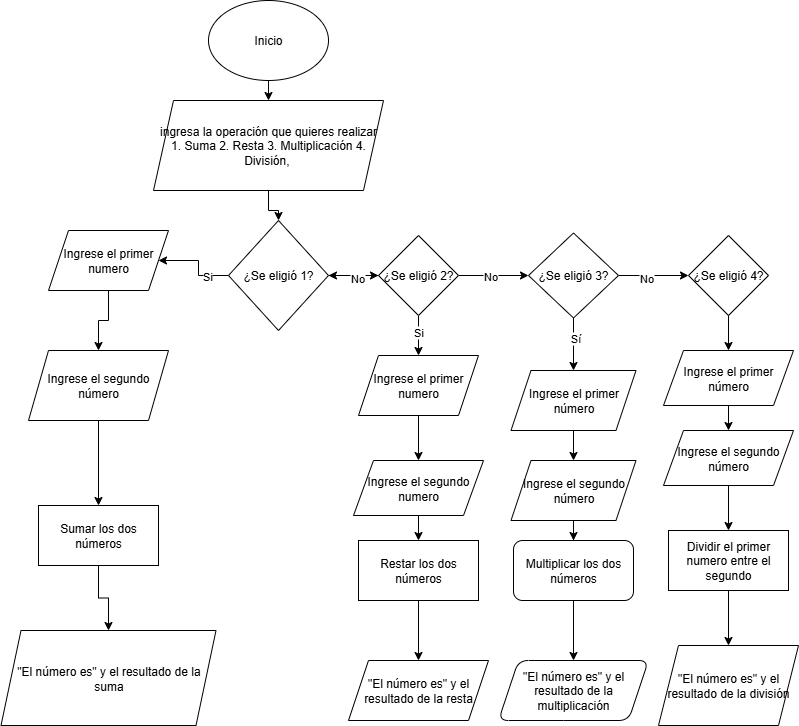 Inicio
ingresa la operación que quieres realizar
1. Suma 2. Resta 3. Multiplicación 4.
División,
Ingrese el primer
numero
Si
¿Se eligió 1?
No
¿Se eligió 2?
No
¿Se eligió 3?
No
¿Se eligió 4?
Si
Sí
Ingrese el segundo
número
Ingrese el primer
numero
Ingrese el primer
número
Ingrese el primer
número
Ingrese el segundo
numero
Ingrese el segundo
número
Ingrese el segundo
número
Sumar los dos
números
Restar los dos
números
Multiplicar los dos
números
Dividir el primer
numero entre el
segundo
"El número es" y el resultado de la
suma
"El número es" y el
resultado de la resta
"El número es" y el
resultado de la
multiplicación
"El número es" y el
resultado de la división